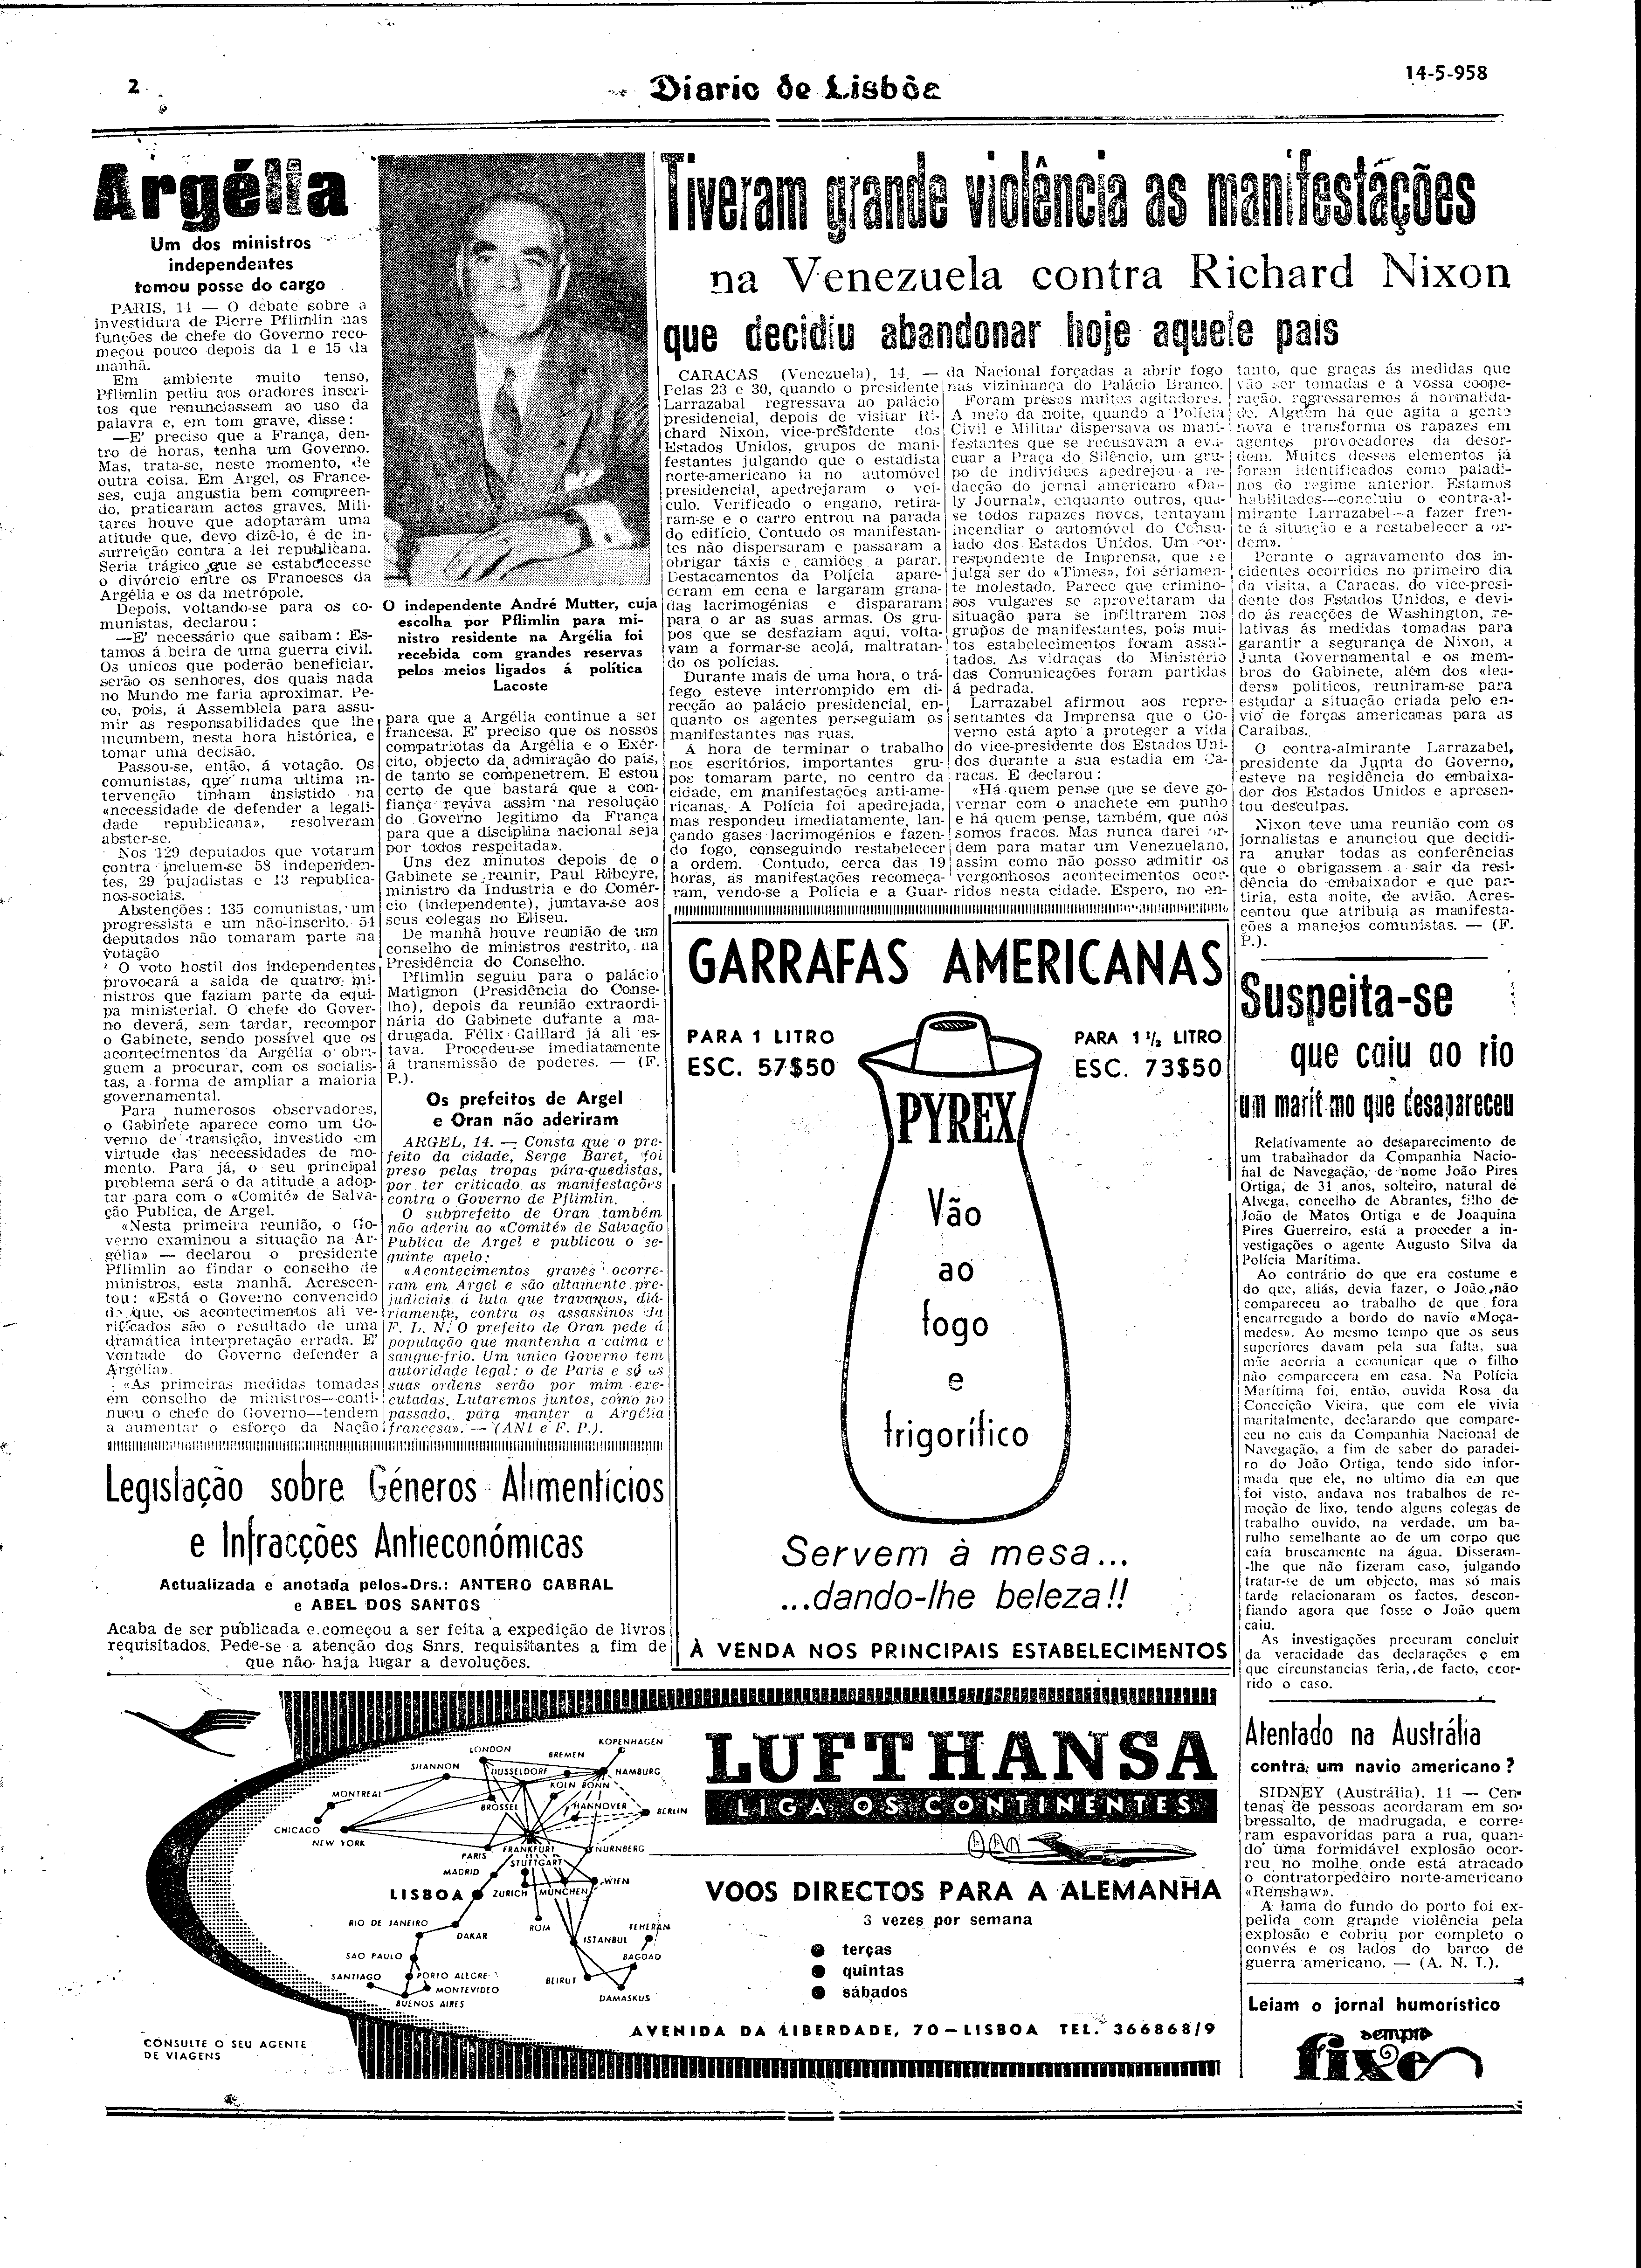 2
Diario de Lisbôa
14-5-958
Argélia
Um dos ministros
independentes
tomou posse do cargo
PARIS, 14 — O debate sobre a
investidura de Pierre Pflimlin nas
funções de chefe do Governo reco-
meçou pouco depois da 1 e 15 da
manhã.
Em ambiente muito tenso,
Pflimlin pediu aos oradores inscri-
tos que renunciassem ao uso da
palavra e, em tom grave, disse:
—E' preciso que a França, den-
tro de horas, tenha um Governo.
Mas, trata-se, neste momento, de
outra coisa. Em Argel, os France-
ses, cuja angustia bem compreen-
do, praticaram actos graves. Mili-
tares houve que adoptaram uma
atitude que, devo dizê-lo, é de in-
surreição contra a lei republicana.
Seria trágico que se estabelecesse
o divórcio entre os Franceses da
Argélia e os da metrópole.
Depois, voltando-se para os co-
munistas, declarou:
—E' necessário que saibam: Es-
tamos á beira de uma guerra civil.
Os unicos que poderão beneficiar,
serão os senhores, dos quais nada
no Mundo me faria aproximar. Pe-
ço, pois, á Assembleia para assu-
mir as responsabilidades que lhe
incumbem, nesta hora histórica, e
tomar uma decisão.
Passou-se, então, á votação. Os
comunistas, que numa ultima in-
tervenção tinham insistido na
«necessidade de defender a legali-
dade republicana», resolveram
abster-se.
Nos 129 deputados que votaram
contra incluem-se 58 independen-
tes, 29 pujadistas e 13 republica-
nos-sociais.
Abstenções: 135 comunistas, um
progressista e um não-inscrito. 54
deputados não tomaram parte na
votação
O voto hostil dos independentes
provocará a saida de quatro mi-
nistros que faziam parte da equi-
pa ministerial. O chefe do Gover-
no deverá, sem tardar, recompor
o Gabinete, sendo possível que os
acontecimentos da Argélia o obri-
guem a procurar, com os socialis-
tas, a forma de ampliar a maioria
governamental.
Para numerosos observadores,
o Gabinete aparece como um Go-
verno de transição, investido em
virtude das necessidades de mo-
mento. Para já, o seu principal
problema será o da atitude a adop-
tar para com o «Comité» de Salva-
ção Publica, de Argel.
«Nesta primeira reunião, o Go-
verno examinou a situação na Ar-
gélia» — declarou o presidente
Pflimlin ao findar o conselho de
ministros, esta manhã. Acrescen-
tou: «Está o Governo convencido
de que, os acontecimentos ali ve-
rificados são o resultado de uma
dramática interpretação errada. E'
vontade do Governo defender a
Argélia».
«As primeiras medidas tomadas
em conselho de ministros—conti-
nuou o chefe do Governo—tendem
a aumentar o esforço da Nação
O independente André Mutter, cuja
escolha por Pflimlin para mi-
nistro residente na Argélia foi
recebida com grandes reservas
pelos meios ligados á política
Lacoste
para que a Argélia continue a ser
francesa. E' preciso que os nossos
compatriotas da Argélia e o Exér-
cito, objecto da admiração do país,
de tanto se compenetrem. E estou
certo de que bastará que a con-
fiança reviva assim na resolução
do Governo legítimo da França
para que a disciplina nacional seja
por todos respeitada».
Uns dez minutos depois de o
Gabinete se reunir, Paul Ribeyre,
ministro da Industria e do Comér-
cio (independente), juntava-se aos
seus colegas no Eliseu.
De manhã houve reunião de um
conselho de ministros restrito, na
Presidência do Conselho.
Pflimlin seguiu para o palácio
Matignon (Presidência do Conse-
lho), depois da reunião extraordi-
nária do Gabinete durante a ma-
drugada. Félix Gaillard já ali es-
tava. Procedeu-se imediatamente
á transmissão de poderes. — (F.
P.).
Os prefeitos de Argel
e Oran não aderiram
ARGEL, 14. — Consta que o pre-
feito da cidade, Serge Baret, foi
preso pelas tropas pára-quedistas,
por ter criticado as manifestações
contra o Governo de Pflimlin.
O subprefeito de Oran também
não aderiu ao «Comité» de Salvação
Publica de Argel e publicou o se-
guinte apelo:
«Acontecimentos graves ocorre-
ram em Argel e são altamente pre-
judiciais á luta que travamos, diá-
riamente, contra os assassinos da
F. L. N. O prefeito de Oran pede á
população que mantenha a calma e
sangue-frio. Um unico Governo tem
autoridade legal: o de Paris e só as
suas ordens serão por mim exe-
cutadas. Lutaremos juntos, como no
passado, para manter a Argélia
francesa». — (ANI e F. P.).
Tiveram grande violência as manifestações
na Venezuela contra Richard Nixon
que decidiu abandonar hoje aquele pais
CARACAS (Venezuela), 14. —
Pelas 23 e 30, quando o presidente
Larrazabal regressava ao palácio
presidencial, depois de visitar Ri-
chard Nixon, vice-presidente dos
Estados Unidos, grupos de mani-
festantes julgando que o estadista
norte-americano ia no automóvel
presidencial, apedrejaram o veí-
culo. Verificado o engano, retira-
ram-se e o carro entrou na parada
do edifício. Contudo os manifestan-
tes não dispersaram e passaram a
obrigar táxis e camiões a parar.
Destacamentos da Polícia apare-
ceram em cena e largaram grana-
das lacrimogénias e dispararam
para o ar as suas armas. Os gru-
pos que se desfaziam aqui, volta-
vam a formar-se acolá, maltratan-
do os polícias.
Durante mais de uma hora, o trá-
fego esteve interrompido em di-
recção ao palácio presidencial, en-
quanto os agentes perseguiam os
manifestantes nas ruas.
Á hora de terminar o trabalho
nos escritórios, importantes gru-
pos tomaram parte, no centro da
cidade, em manifestações anti-ame-
ricanas. A Polícia foi apedrejada,
mas respondeu imediatamente, lan-
çando gases lacrimogénios e fazen-
do fogo, conseguindo restabelecer
a ordem. Contudo, cerca das 19
horas, as manifestações recomeça-
ram, vendo-se a Polícia e a Guar-
da Nacional forçadas a abrir fogo
nas vizinhança do Palácio Branco.
Foram presos muitos agitadores.
A meio da noite, quando a Polícia
Civil e Militar dispersava os mani-
festantes que se recusavam a eva-
cuar a Praça do Silêncio, um gru-
po de indivíduos apedrejou a re-
dacção do jornal americano «Dai-
ly Journal», enquanto outros, qua-
se todos rapazes novos, tentavam
incendiar o automóvel do Consu-
lado dos Estados Unidos. Um cor-
respondente de Imprensa, que se
julga ser do «Times», foi sériamen-
te molestado. Parece que crimino-
sos vulgares se aproveitaram da
situação para se infiltrarem nos
grupos de manifestantes, pois mui-
tos estabelecimentos foram assal-
tados. As vidraças do Ministério
das Comunicações foram partidas
á pedrada.
Larrazabel afirmou aos repre-
sentantes da Imprensa que o Go-
verno está apto a proteger a vida
do vice-presidente dos Estados Uni-
dos durante a sua estadia em Ca-
racas. E declarou:
«Há quem pense que se deve go-
vernar com o machete em punho
e há quem pense, também, que nós
somos fracos. Mas nunca darei or-
dem para matar um Venezuelano,
assim como não posso admitir os
vergonhosos acontecimentos ocor-
ridos nesta cidade. Espero, no en-
tanto, que graças ás medidas que
vão ser tomadas e á vossa coope-
ração, regressaremos á normalida-
de. Alguém há que agita a gente
nova e transforma os rapazes em
agentes provocadores da desor-
dem. Muitos desses elementos já
foram identificados como paladi-
nos do regime anterior. Estamos
habilitados—concluiu o contra-al-
mirante Larrazabel—a fazer fren-
te á situação e a restabelecer a or-
dem».
Perante o agravamento dos in-
cidentes ocorridos no primeiro dia
da visita, a Caracas, do vice-presi-
dente dos Estados Unidos, e devi-
do ás reacções de Washington, re-
lativas ás medidas tomadas para
garantir a segurança de Nixon, a
Junta Governamental e os mem-
bros do Gabinete, além dos «lea-
ders» políticos, reuniram-se para
estudar a situação criada pelo en-
vio de forças americanas para as
Caraibas.
O contra-almirante Larrazabel,
presidente da Junta do Governo,
esteve na residência do embaixa-
dor dos Estados Unidos e apresen-
tou desculpas.
Nixon teve uma reunião com os
jornalistas e anunciou que decidi-
ra anular todas as conferências
que o obrigassem a sair da resi-
dência do embaixador e que par-
tiria, esta noite, de avião. Acres-
centou que atribuia as manifesta-
ções a manejos comunistas. — (F.
P.).
GARRAFAS AMERICANAS
PARA 1 LITRO
ESC. 57$50
PARA 1 1/2 LITRO
ESC. 73$50
PYREX
Vão
ao
fogo
e
frigorífico
Servem à mesa...
...dando-lhe beleza!!
À VENDA NOS PRINCIPAIS ESTABELECIMENTOS
Suspeita-se
que caiu ao rio
um marítimo que desapareceu
Relativamente ao desaparecimento de
um trabalhador da Companhia Nacio-
nal de Navegação, de nome João Pires
Ortiga, de 31 anos, solteiro, natural de
Alvega, concelho de Abrantes, filho de
João de Matos Ortiga e de Joaquina
Pires Guerreiro, está a proceder a in-
vestigações o agente Augusto Silva da
Polícia Marítima.
Ao contrário do que era costume e
do que, aliás, devia fazer, o João não
compareceu ao trabalho de que fora
encarregado a bordo do navio «Moça-
medes». Ao mesmo tempo que os seus
superiores davam pela sua falta, sua
mãe acorria a comunicar que o filho
não comparecera em casa. Na Polícia
Marítima foi, então, ouvida Rosa da
Conceição Vieira, que com ele vivia
maritalmente, declarando que compare-
ceu no cais da Companhia Nacional de
Navegação, a fim de saber do paradei-
ro do João Ortiga, tendo sido infor-
mada que ele, no ultimo dia em que
foi visto, andava nos trabalhos de re-
moção de lixo, tendo alguns colegas de
trabalho ouvido, na verdade, um ba-
rulho semelhante ao de um corpo que
caía bruscamente na água. Disseram-
-lhe que não fizeram caso, julgando
tratar-se de um objecto, mas só mais
tarde relacionaram os factos, descon-
fiando agora que fosse o João quem
caiu.
As investigações procuram concluir
da veracidade das declarações e em
que circunstancias teria, de facto, ocor-
rido o caso.
Legislação sobre Géneros Alimentícios
e Infracções Antieconómicas
Actualizada e anotada pelos Drs.: ANTERO CABRAL
e ABEL DOS SANTOS
Acaba de ser publicada e começou a ser feita a expedição de livros
requisitados. Pede-se a atenção dos Snrs. requisitantes a fim de
que não haja lugar a devoluções.
LONDON
BREMEN
KOPENHAGEN
SHANNON
DUSSELDORF
HAMBURG
KÖLN BONN
MONTREAL
BRÜSSEL
HANNOVER
BERLIN
CHICAGO
NEW YORK
PARIS
FRANKFURT
NÜRNBERG
STUTTGART
MADRID
WIEN
LISBOA
ZURICH
MÜNCHEN
RIO DE JANEIRO
ROM
TEHERAN
DAKAR
ISTANBUL
SAO PAULO
BAGDAD
SANTIAGO
PORTO ALEGRE
BEIRUT
MONTEVIDEO
BUENOS AIRES
DAMASKUS
CONSULTE O SEU AGENTE
DE VIAGENS
LUFTHANSA
LIGA OS CONTINENTES
VOOS DIRECTOS PARA A ALEMANHA
3 vezes por semana
terças
quintas
sábados
AVENIDA DA LIBERDADE, 70 — LISBOA TEL. 366868/9
Atentado na Austrália
contra um navio americano?
SIDNEY (Austrália), 14 — Cen-
tenas de pessoas acordaram em so-
bressalto, de madrugada, e corre-
ram espavoridas para a rua, quan-
do uma formidável explosão ocor-
reu no molhe onde está atracado
o contratorpedeiro norte-americano
«Renshaw».
A lama do fundo do porto foi ex-
pelida com grande violência pela
explosão e cobriu por completo o
convés e os lados do barco de
guerra americano. — (A. N. I.).
Leiam o jornal humorístico
sempre
fixe